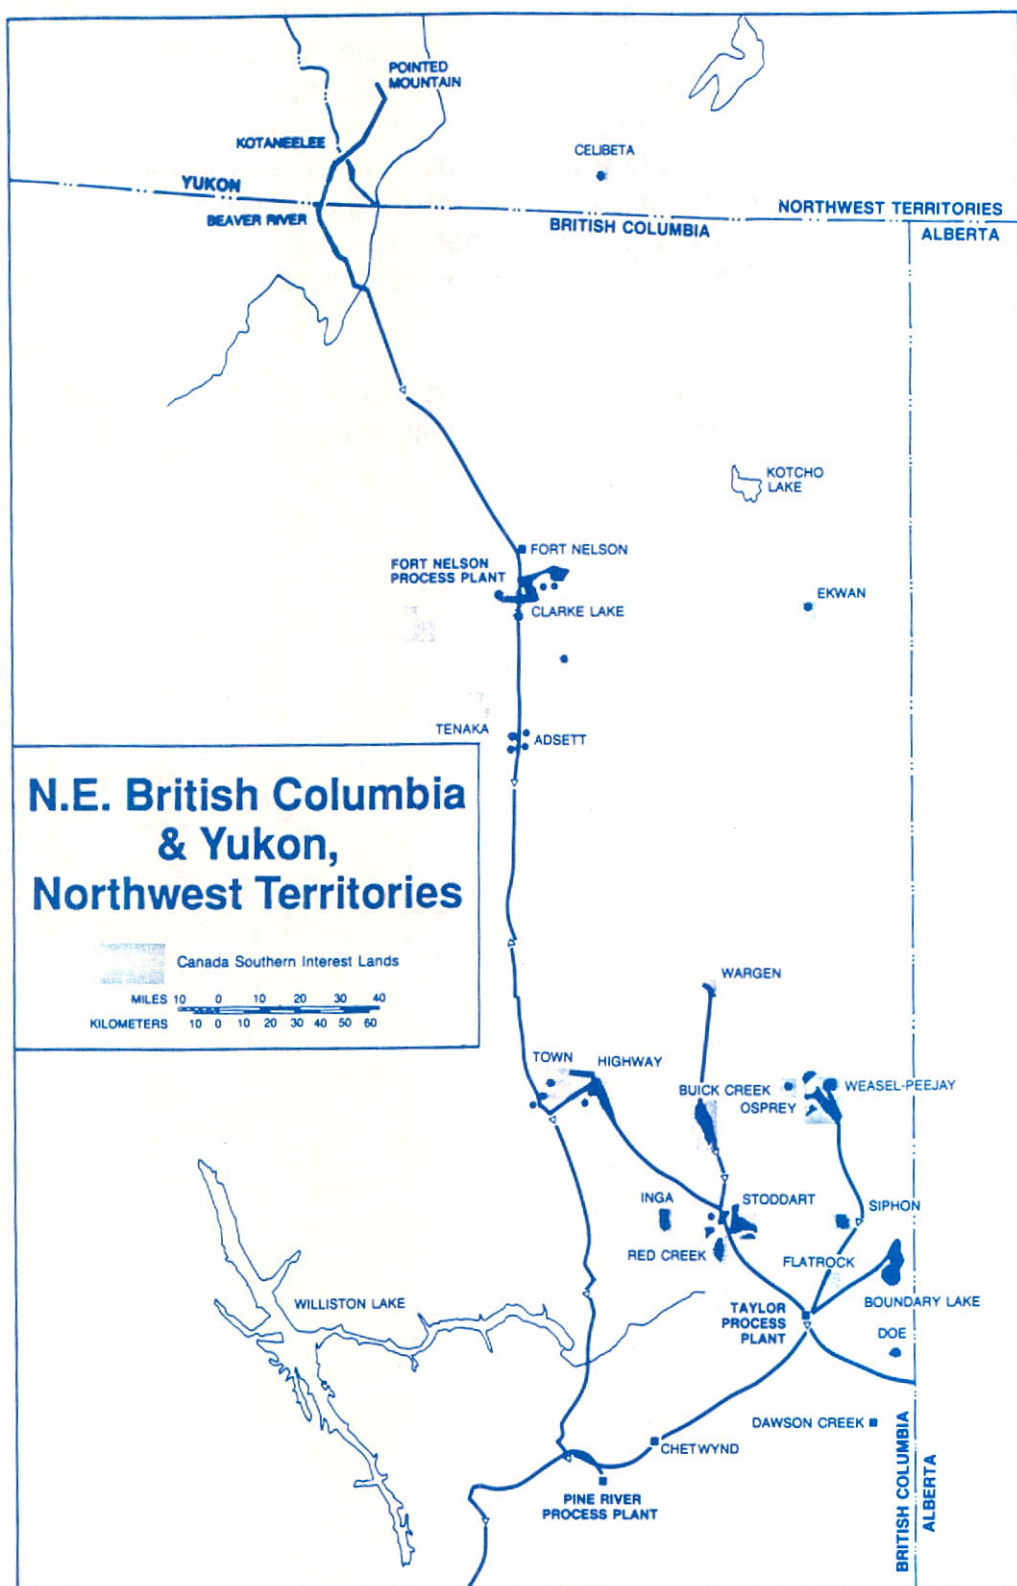 POINTED
MOUNTAIN
KOTANEELEE
CELIBETA
YUKON
BEAVER RIVER
NORTHWEST TERRITORIES
BRITISH COLUMBIA
ALBERTA
KOTCHO
LAKE
FORT NELSON
FORT NELSON
PROCESS PLANT
EKWAN
CLARKE LAKE
TENAKA
ADSETT
N.E. British Columbia
& Yukon,
Northwest Territories
Canada Southern Interest Lands
MILES 10 0 10 20 30 40
KILOMETERS 10 0 10 20 30 40 50 60
WARGEN
TOWN
HIGHWAY
BUICK CREEK
WEASEL-PEEJAY
OSPREY
INGA
STODDART
SIPHON
RED CREEK
FLATROCK
WILLISTON LAKE
BOUNDARY LAKE
TAYLOR
PROCESS
PLANT
DOE
DAWSON CREEK
CHETWYND
BRITISH COLUMBIA
ALBERTA
PINE RIVER
PROCESS PLANT